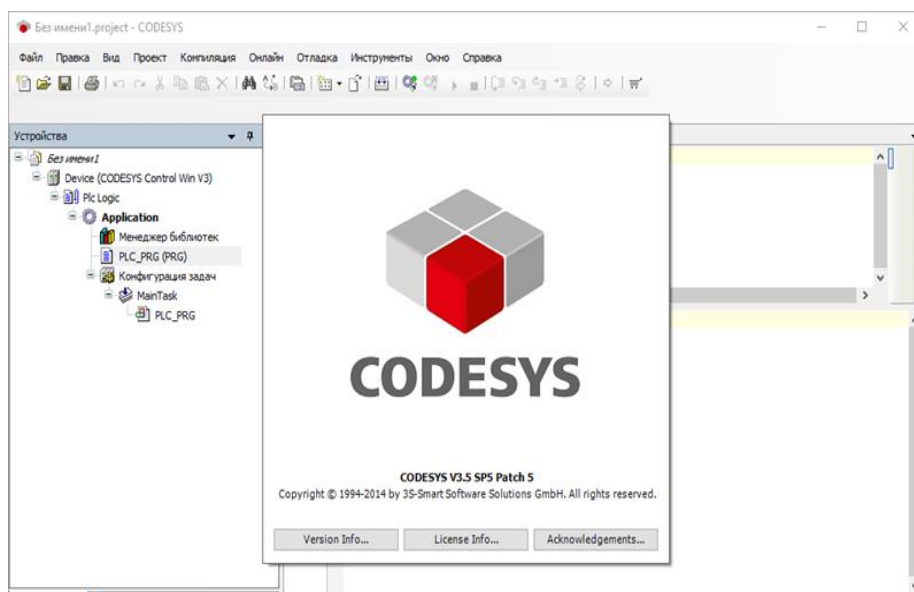 Без имени1.project - CODESYS
Файл Правка Вид Проект Компиляция Онлайн Отладка Инструменты Окно Справка
Устройства
Без имени1
Device (CODESYS Control Win V3)
Plc Logic
Application
Менеджер библиотек
PLC_PRG (PRG)
Конфигурация задач
MainTask
PLC_PRG
CODESYS
CODESYS V3.5 SP5 Patch 5
Copyright © 1994-2014 by 3S-Smart Software Solutions GmbH. All rights reserved.
Version Info... License Info... Acknowledgements...